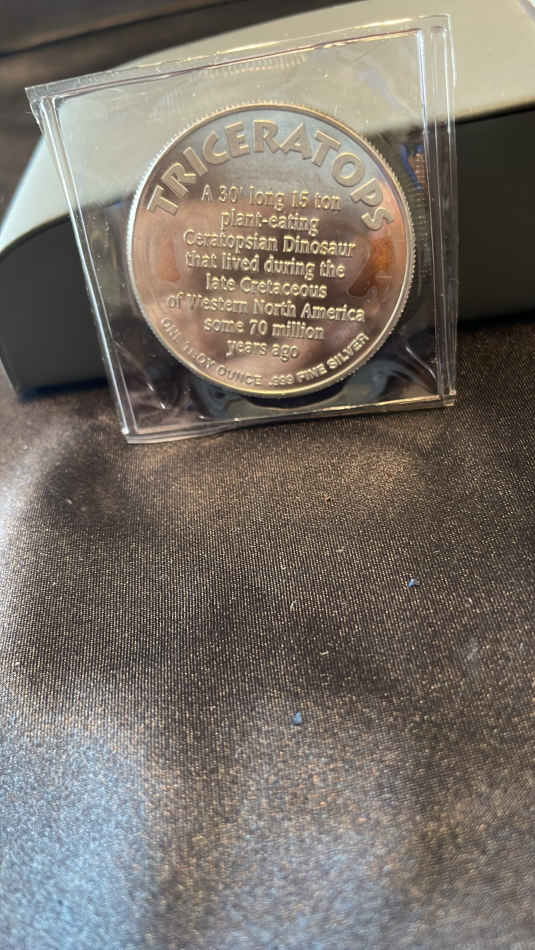 TRICERATOPS
A 30' long 15 ton
plant-eating
Ceratopsian Dinosaur
that lived during the
late Cretaceous
of Western North America
some 70 million
years ago
ONE TROY OUNCE .999 FINE SILVER